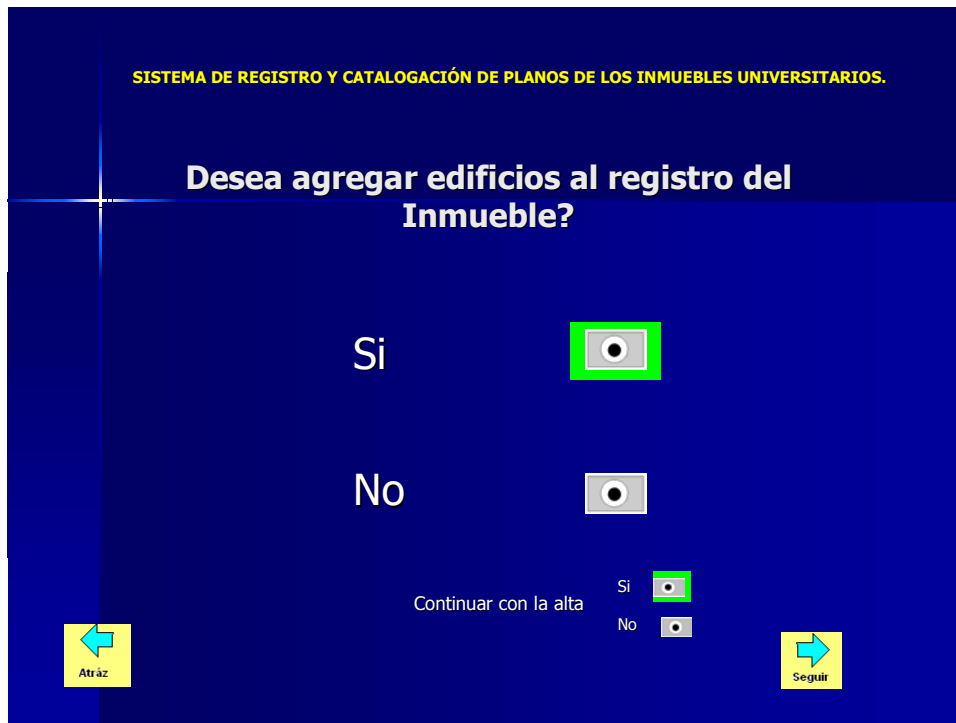 SISTEMA DE REGISTRO Y CATALOGACIÓN DE PLANOS DE LOS INMUEBLES UNIVERSITARIOS.
Desea agregar edificios al registro del
Inmueble?
Si
No
Continuar con la alta
Si
No
Atráz
Seguir